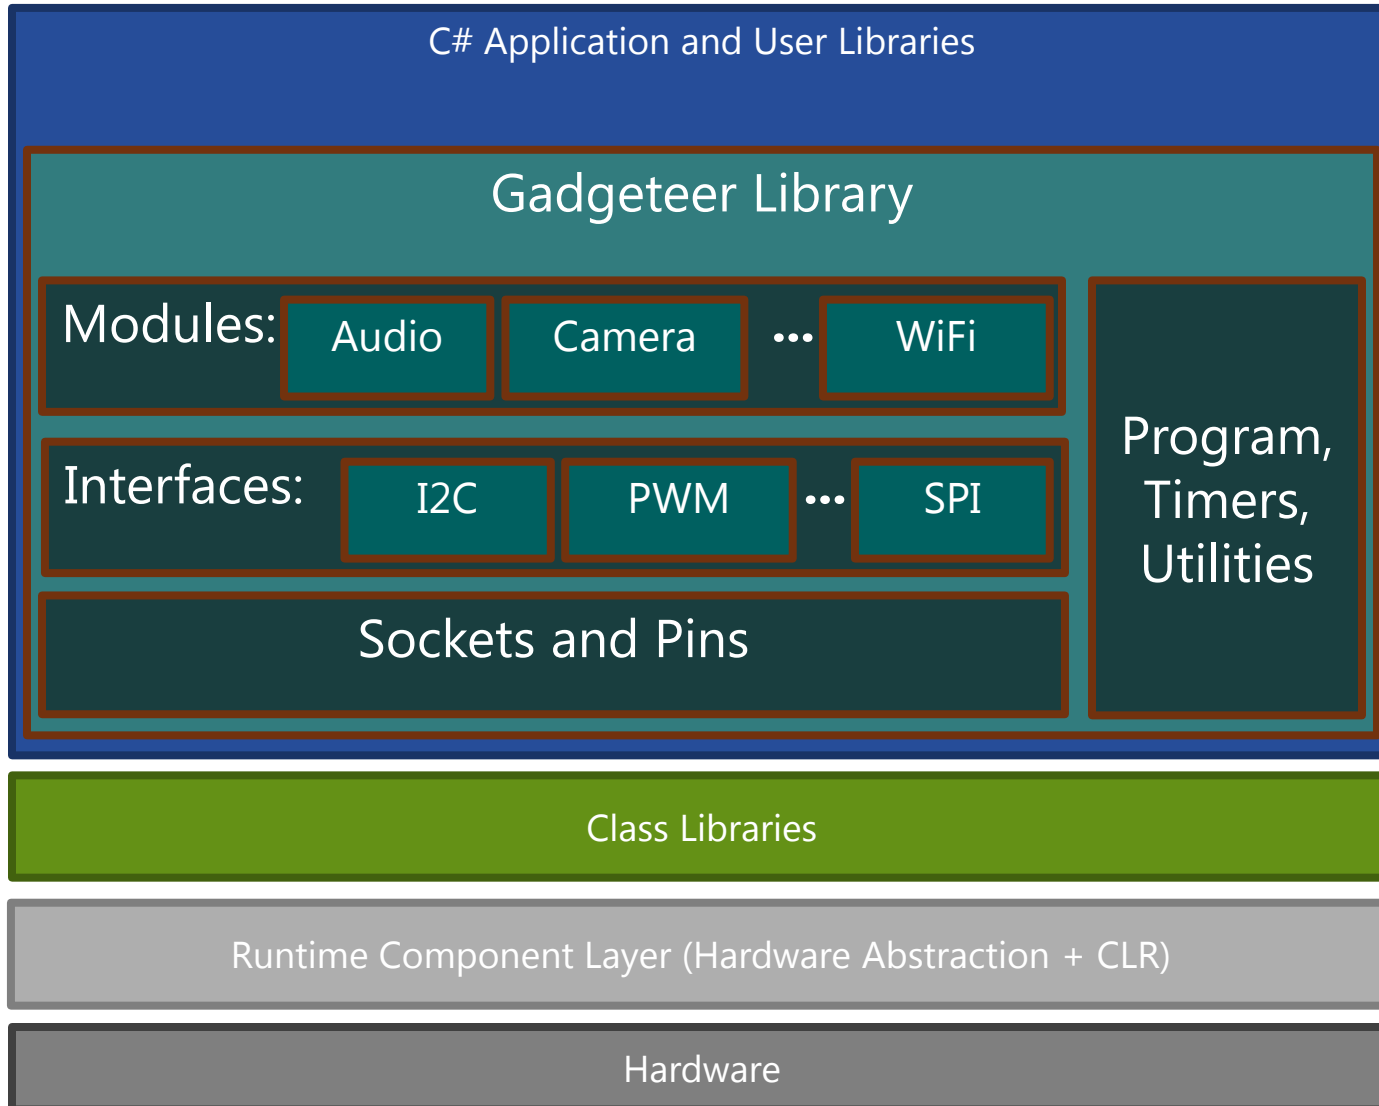 C# Application and User Libraries
Gadgeteer Library
Modules: Audio Camera ... WiFi
Interfaces: I2C PWM ... SPI
Program,
Timers,
Utilities
Sockets and Pins
Class Libraries
Runtime Component Layer (Hardware Abstraction + CLR)
Hardware